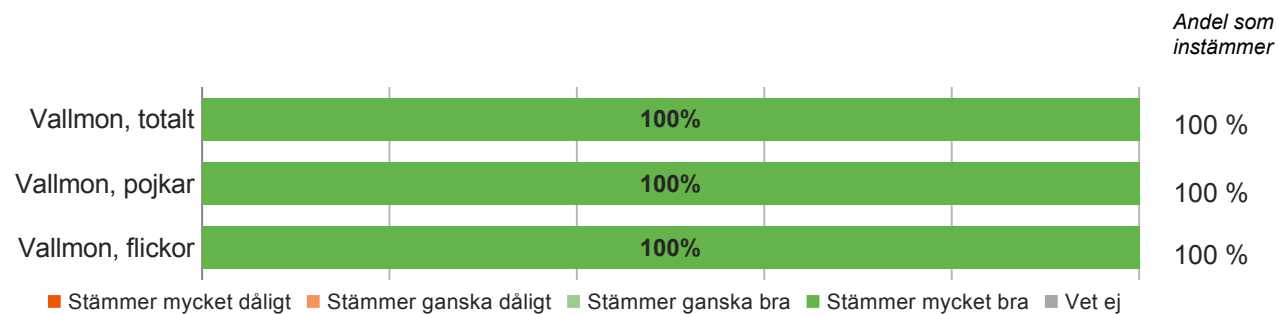 Andel som
instämmer
Vallmon, totalt 100% 100 %
Vallmon, pojkar 100% 100 %
Vallmon, flickor 100% 100 %
Stämmer mycket dåligt Stämmer ganska dåligt Stämmer ganska bra Stämmer mycket bra Vet ej